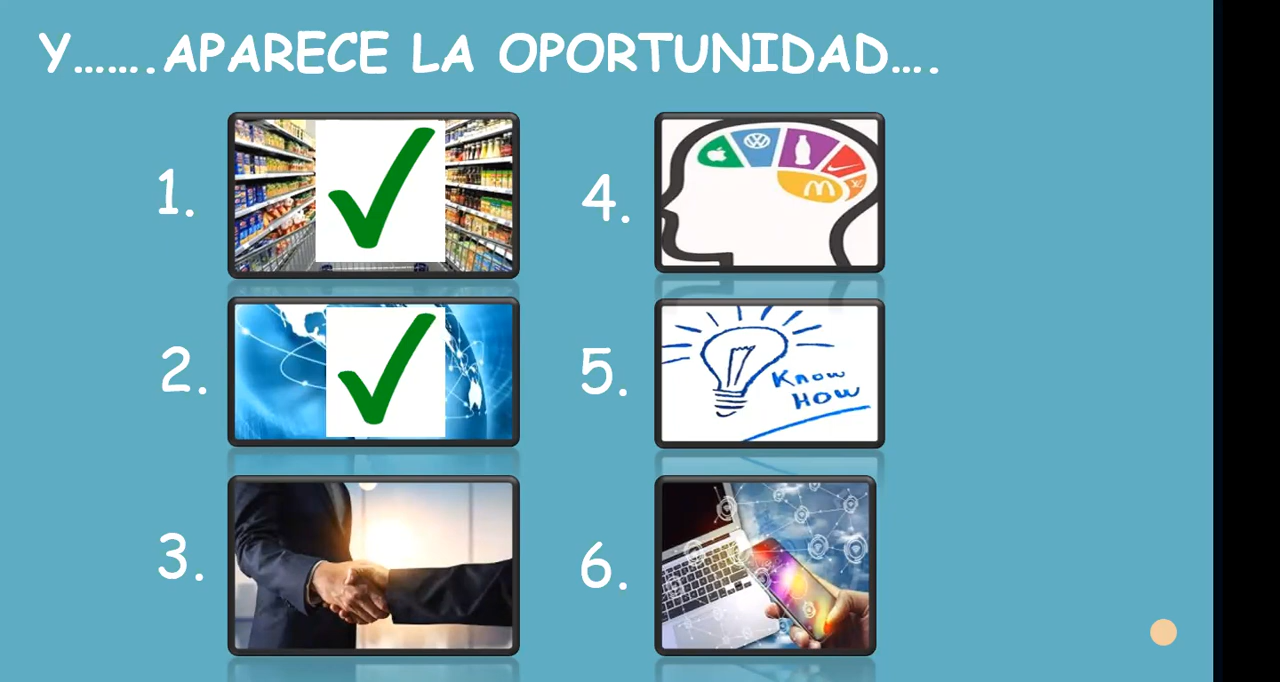 Y.......APARECE LA OPORTUNIDAD....
1.
2.
3.
4.
5.
Know
HOW
6.